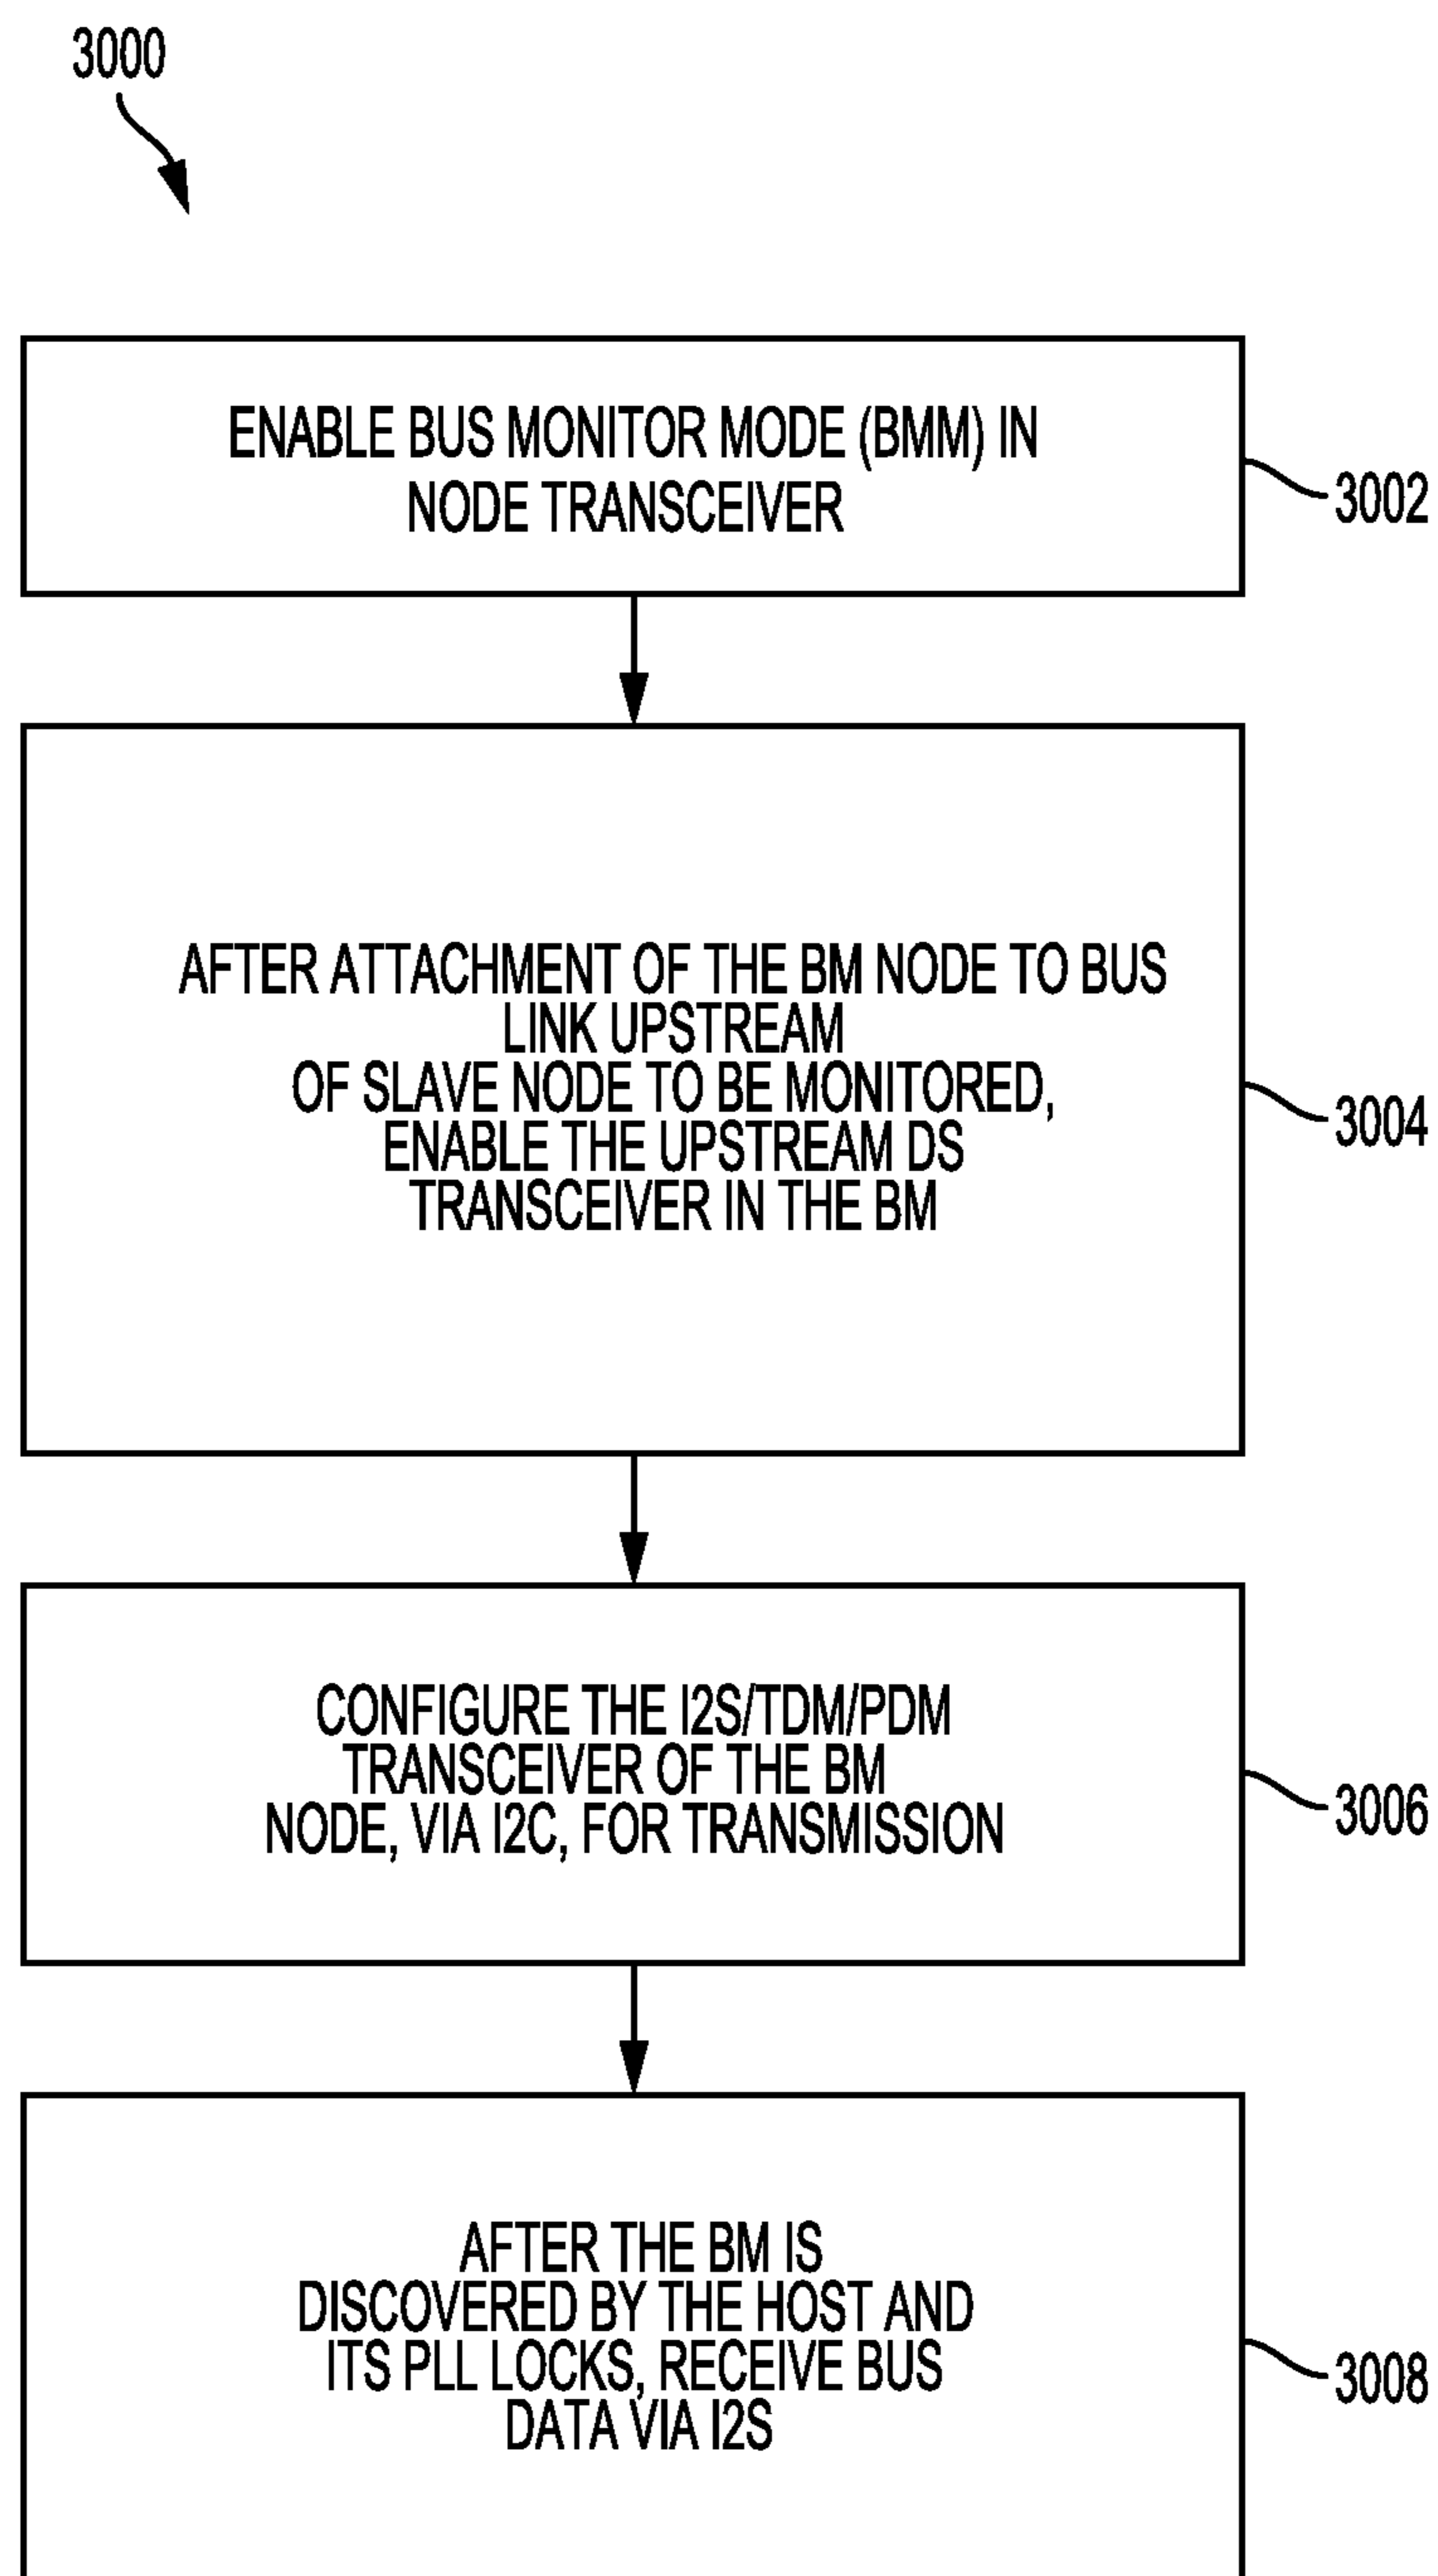 3000
ENABLE BUS MONITOR MODE (BMM) IN
NODE TRANSCEIVER
3002
AFTER ATTACHMENT OF THE BM NODE TO BUS
LINK UPSTREAM
OF SLAVE NODE TO BE MONITORED,
ENABLE THE UPSTREAM DS
TRANSCEIVER IN THE BM
3004
CONFIGURE THE I2S/TDM/PDM
TRANSCEIVER OF THE BM
NODE, VIA I2C, FOR TRANSMISSION
3006
AFTER THE BM IS
DISCOVERED BY THE HOST AND
ITS PLL LOCKS, RECEIVE BUS
DATA VIA I2S
3008